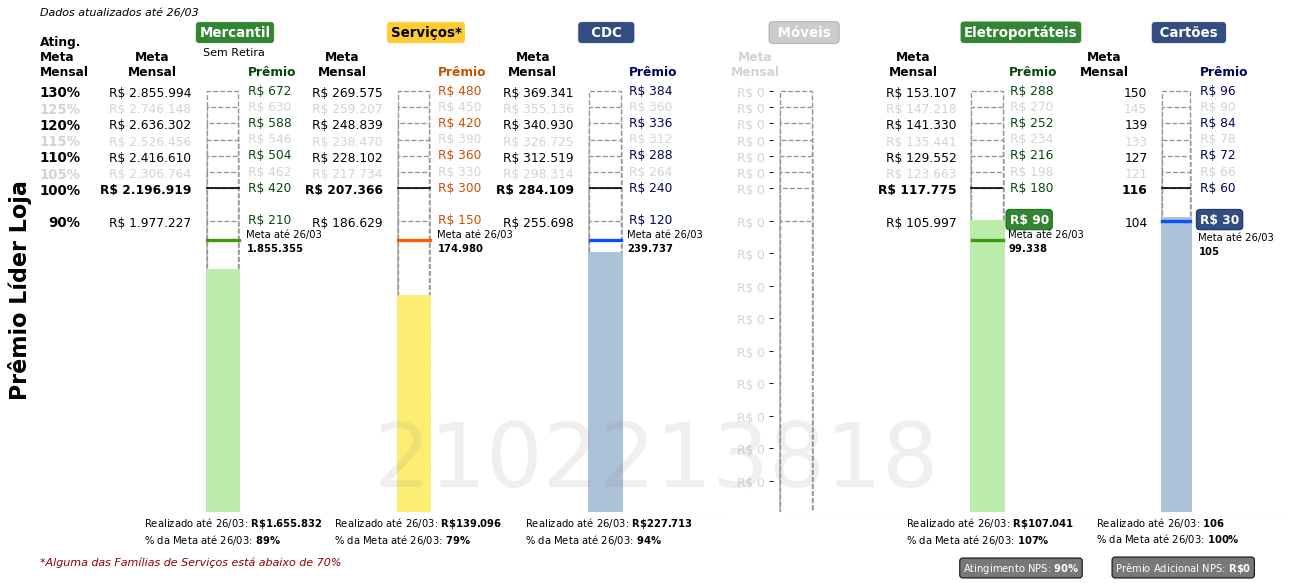 Dados atualizados até 26/03
Mercantil Serviços* CDC Móveis Eletroportáteis Cartões
Sem Retira
Ating. Meta Mensal Meta Mensal Prêmio Meta Mensal Prêmio Meta Mensal Prêmio Meta Mensal Meta Mensal Prêmio Meta Mensal Prêmio
130% R$ 2.855.994 R$ 672 R$ 269.575 R$ 480 R$ 369.341 R$ 384 R$ 0 R$ 153.107 R$ 288 150 R$ 96
125% R$ 2.746.148 R$ 630 R$ 259.207 R$ 450 R$ 355.136 R$ 360 R$ 0 R$ 147.218 R$ 270 145 R$ 90
120% R$ 2.636.302 R$ 588 R$ 248.839 R$ 420 R$ 340.930 R$ 336 R$ 0 R$ 141.330 R$ 252 139 R$ 84
115% R$ 2.526.456 R$ 546 R$ 238.470 R$ 390 R$ 326.725 R$ 312 R$ 0 R$ 135.441 R$ 234 133 R$ 78
110% R$ 2.416.610 R$ 504 R$ 228.102 R$ 360 R$ 312.519 R$ 288 R$ 0 R$ 129.552 R$ 216 127 R$ 72
105% R$ 2.306.764 R$ 462 R$ 217.734 R$ 330 R$ 298.314 R$ 264 R$ 0 R$ 123.663 R$ 198 121 R$ 66
100% R$ 2.196.919 R$ 420 R$ 207.366 R$ 300 R$ 284.109 R$ 240 R$ 0 R$ 117.775 R$ 180 116 R$ 60
90% R$ 1.977.227 R$ 210 R$ 186.629 R$ 150 R$ 255.698 R$ 120 R$ 0 R$ 105.997 R$ 90 104 R$ 30
Meta até 26/03 Meta até 26/03 Meta até 26/03 Meta até 26/03 Meta até 26/03
1.855.355 174.980 239.737 99.338 105
R$ 0
R$ 0
R$ 0
R$ 0
R$ 0
R$ 0
R$ 0
R$ 0
Prêmio Líder Loja
2102213818
Realizado até 26/03: R$1.655.832 Realizado até 26/03: R$139.096 Realizado até 26/03: R$227.713 Realizado até 26/03: R$107.041 Realizado até 26/03: 106
% da Meta até 26/03: 89% % da Meta até 26/03: 79% % da Meta até 26/03: 94% % da Meta até 26/03: 107% % da Meta até 26/03: 100%
*Alguma das Famílias de Serviços está abaixo de 70% Atingimento NPS: 90% Prêmio Adicional NPS: R$0